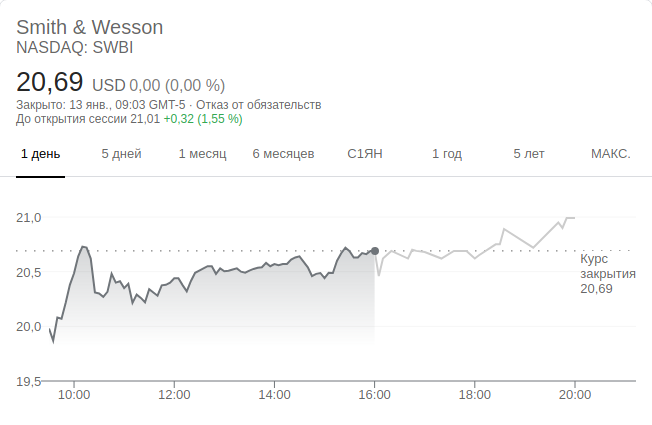 Smith & Wesson
NASDAQ: SWBI
20,69 USD 0,00 (0,00 %)
Закрыто: 13 янв., 09:03 GMT-5 · Отказ от обязательств
До открытия сессии 21,01 +0,32 (1,55 %)
1 день 5 дней 1 месяц 6 месяцев С1ЯН 1 год 5 лет МАКС.
21,0
Курс
закрытия
20,69
20,5
20,0
19,5
10:00 12:00 14:00 16:00 18:00 20:00